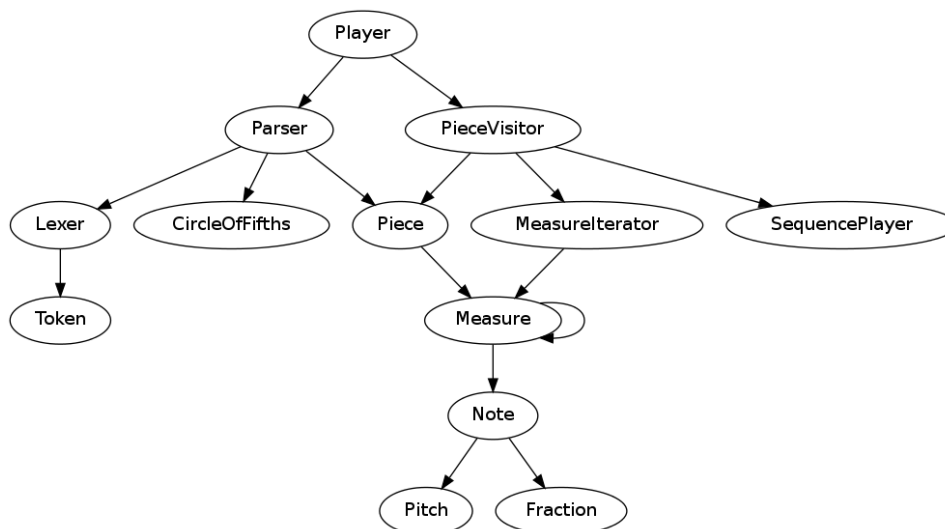 Player
Parser
PieceVisitor
Lexer
CircleOfFifths
Piece
MeasureIterator
SequencePlayer
Token
Measure
Note
Pitch
Fraction